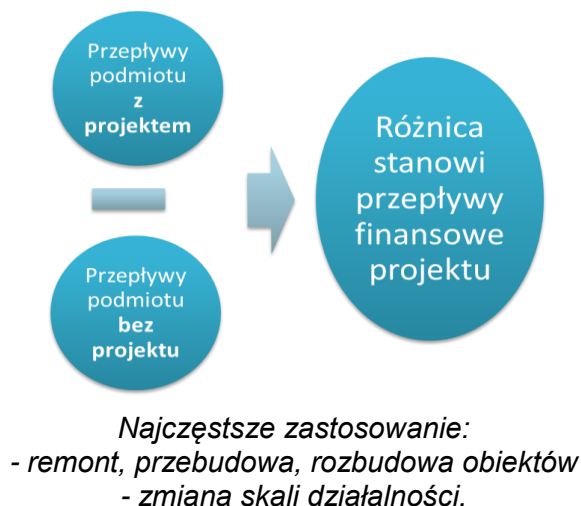 Przepływy
podmiotu
z
projektem
Przepływy
podmiotu
bez
projektu
Różnica
stanowi
przepływy
finansowe
projektu
Najczęstsze zastosowanie:
- remont, przebudowa, rozbudowa obiektów
- zmiana skali działalności.